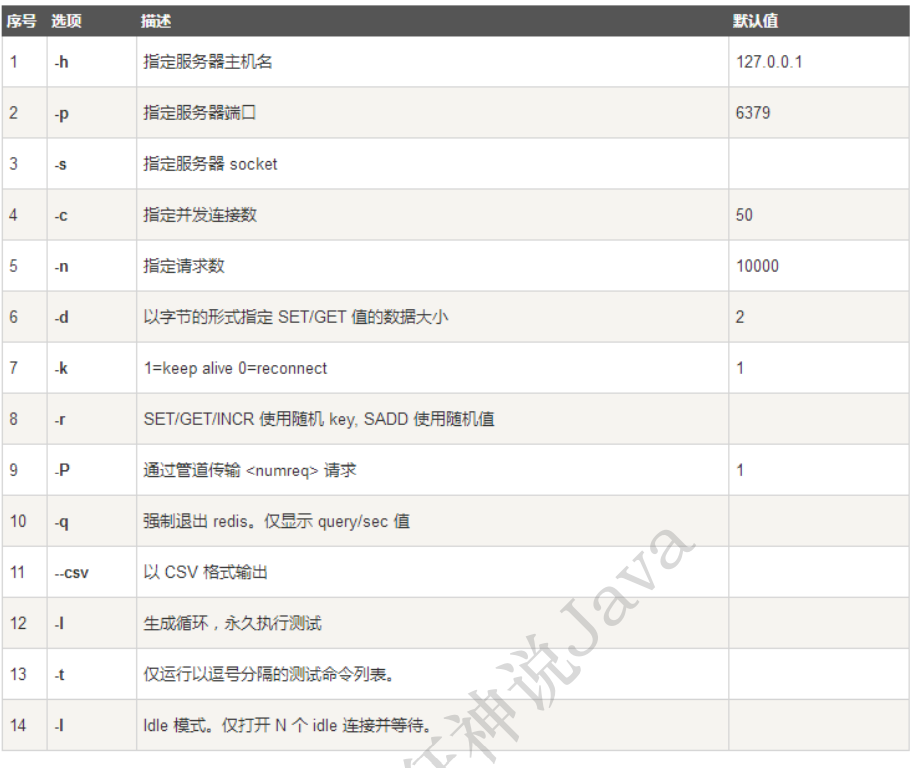 序号 选项 描述 默认值
1 -h 指定服务器主机名 127.0.0.1
2 -p 指定服务器端口 6379
3 -s 指定服务器 socket
4 -c 指定并发连接数 50
5 -n 指定请求数 10000
6 -d 以字节的形式指定 SET/GET 值的数据大小 2
7 -k 1=keep alive 0=reconnect 1
8 -r SET/GET/INCR 使用随机 key, SADD 使用随机值
9 -P 通过管道传输 <numreq> 请求 1
10 -q 强制退出 redis。仅显示 query/sec 值
11 --csv 以 CSV 格式输出
12 -l 生成循环，永久执行测试
13 -t 仅运行以逗号分隔的测试命令列表。
14 -I Idle 模式。仅打开 N 个 idle 连接并等待。
神说Java